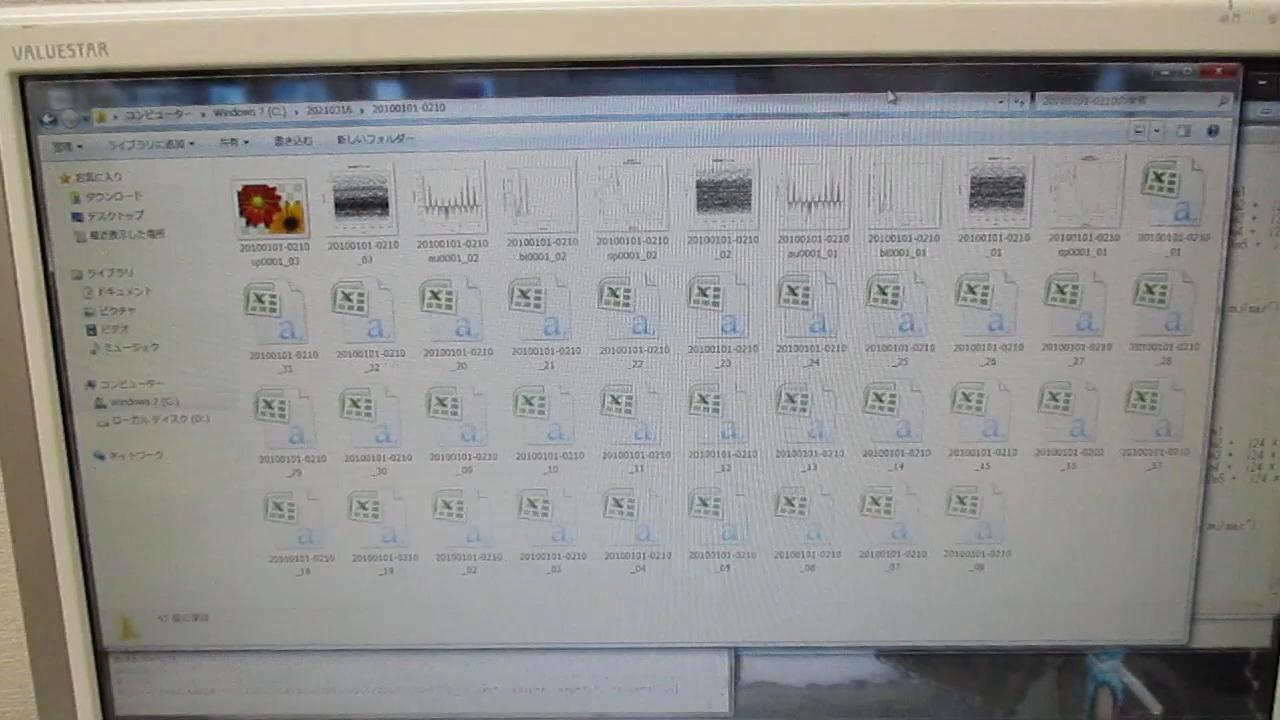 VALUESTAR
コンピューター ▸ Windows 7 (C:) ▸ 20210316 ▸ 20100101-0210
整理 ライブラリに追加 共有 書き込む 新しいフォルダー
お気に入り
ダウンロード
デスクトップ
最近表示した場所
ライブラリ
ドキュメント
ピクチャ
ビデオ
ミュージック
コンピューター
Windows 7 (C:)
ローカル ディスク (D:)
ネットワーク
20100101-0210 sp0001_03
20100101-0210 _03
20100101-0210 au0001_02
20100101-0210 bi0001_02
20100101-0210 sp0001_02
20100101-0210 _02
20100101-0210 au0001_01
20100101-0210 bi0001_01
20100101-0210 _01
20100101-0210 sp0001_01
20100101-0210 _01
20100101-0210 _31
20100101-0210 _32
20100101-0210 _20
20100101-0210 _21
20100101-0210 _22
20100101-0210 _23
20100101-0210 _24
20100101-0210 _25
20100101-0210 _26
20100101-0210 _27
20100101-0210 _28
20100101-0210 _29
20100101-0210 _30
20100101-0210 _09
20100101-0210 _10
20100101-0210 _11
20100101-0210 _12
20100101-0210 _13
20100101-0210 _14
20100101-0210 _15
20100101-0210 _16
20100101-0210 _17
20100101-0210 _18
20100101-0210 _19
20100101-0210 _02
20100101-0210 _03
20100101-0210 _04
20100101-0210 _05
20100101-0210 _06
20100101-0210 _07
20100101-0210 _08